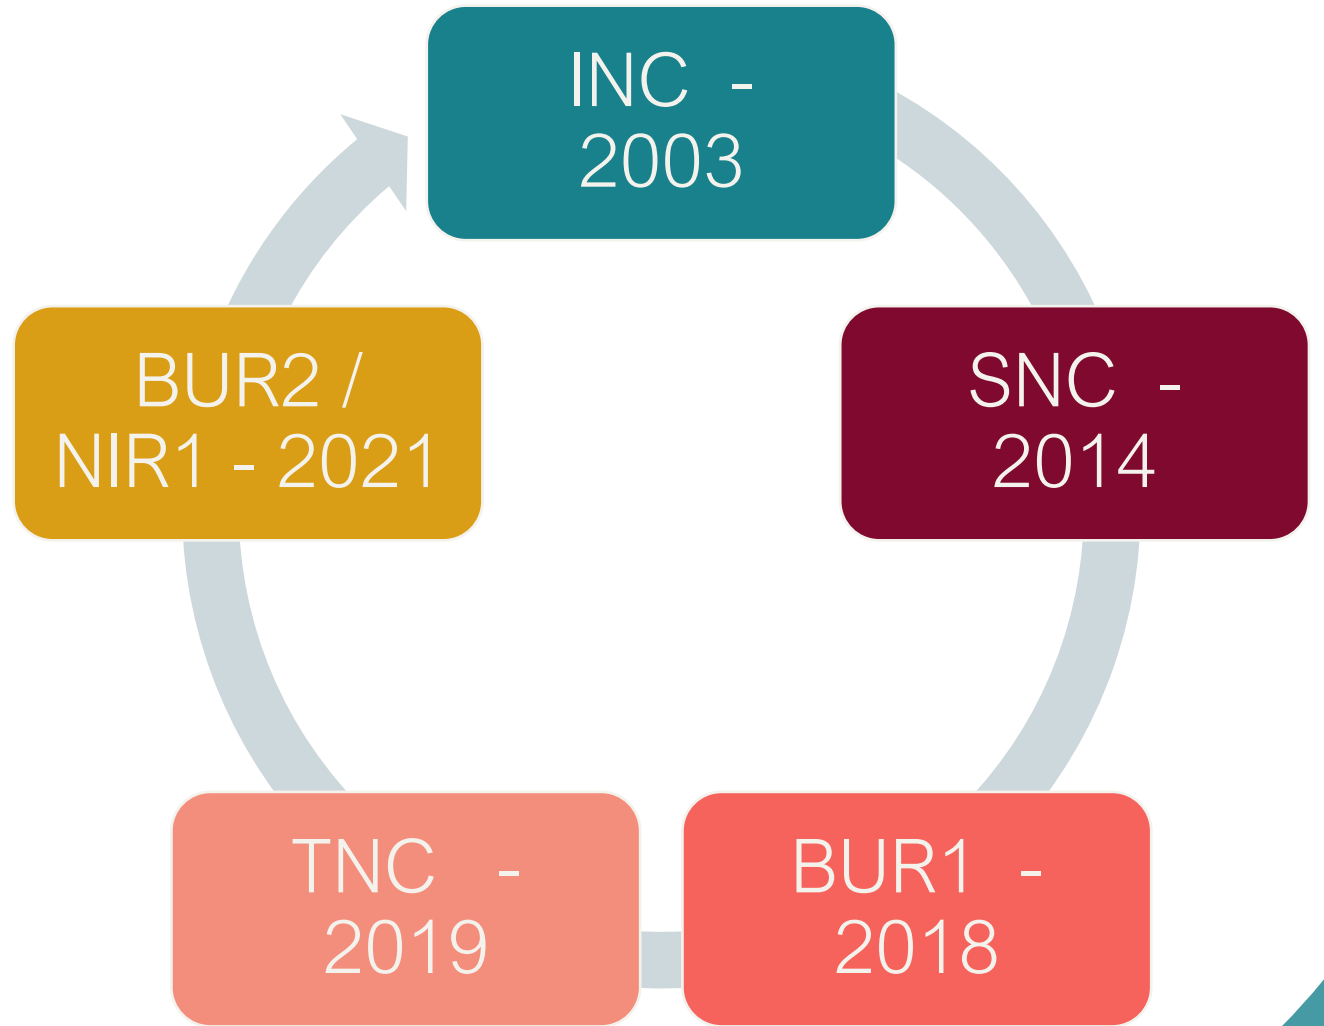 INC -
2003
SNC -
2014
BUR1 -
2018
TNC -
2019
BUR2 /
NIR1 - 2021